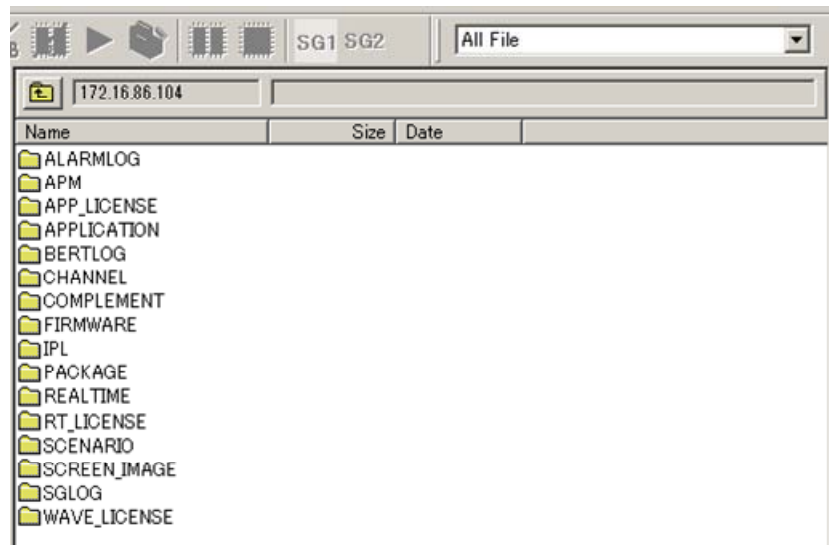 SG1 SG2 All File
172.16.86.104
Name Size Date
ALARMLOG
APM
APP_LICENSE
APPLICATION
BERTLOG
CHANNEL
COMPLEMENT
FIRMWARE
IPL
PACKAGE
REALTIME
RT_LICENSE
SCENARIO
SCREEN_IMAGE
SGLOG
WAVE_LICENSE